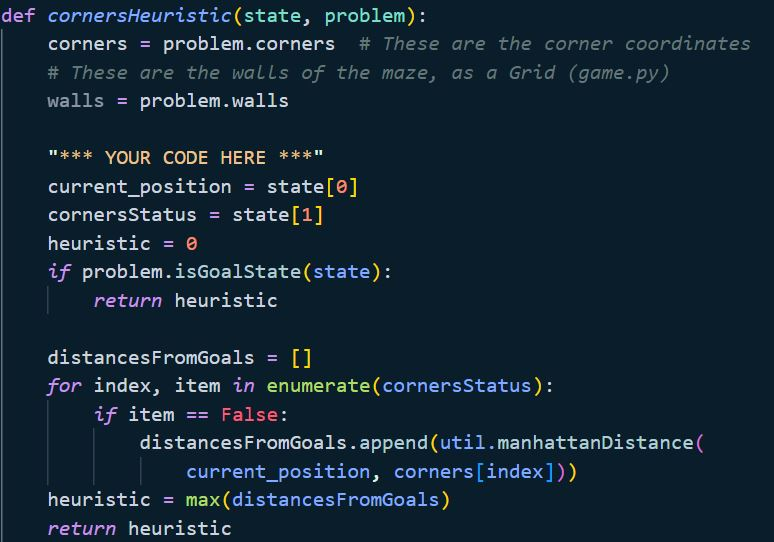 def cornersHeuristic(state, problem):
    corners = problem.corners  # These are the corner coordinates
    # These are the walls of the maze, as a Grid (game.py)
    walls = problem.walls

    "*** YOUR CODE HERE ***"
    current_position = state[0]
    cornersStatus = state[1]
    heuristic = 0
    if problem.isGoalState(state):
        return heuristic

    distancesFromGoals = []
    for index, item in enumerate(cornersStatus):
        if item == False:
            distancesFromGoals.append(util.manhattanDistance(
                current_position, corners[index]))
    heuristic = max(distancesFromGoals)
    return heuristic